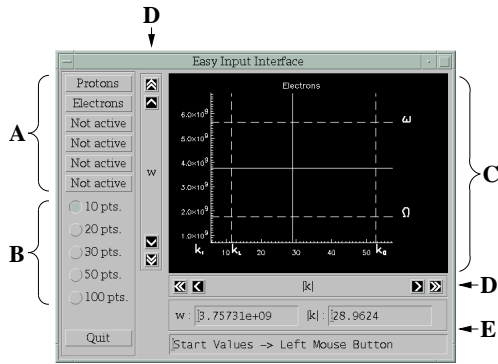 D
Easy Input Interface
A
Protons
Electrons
Not active
Not active
Not active
Not active
B
10 pts.
20 pts.
30 pts.
50 pts.
100 pts.
Quit
w
Electrons
6.0×10⁹
5.0×10⁹
4.0×10⁹
3.0×10⁹
2.0×10⁹
1.0×10⁹
ω
Ω
10 20 30 40 50
C
|k|
D
w : 3.75731e+09 |k| : 28.9624
E
Start Values -> Left Mouse Button